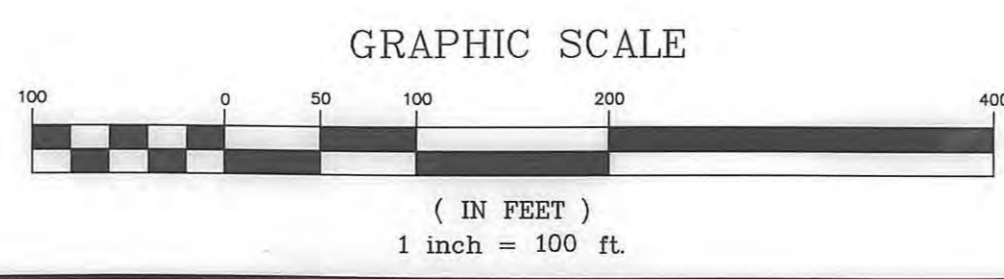 GRAPHIC SCALE
100 0 50 100 200 400
( IN FEET )
1 inch = 100 ft.